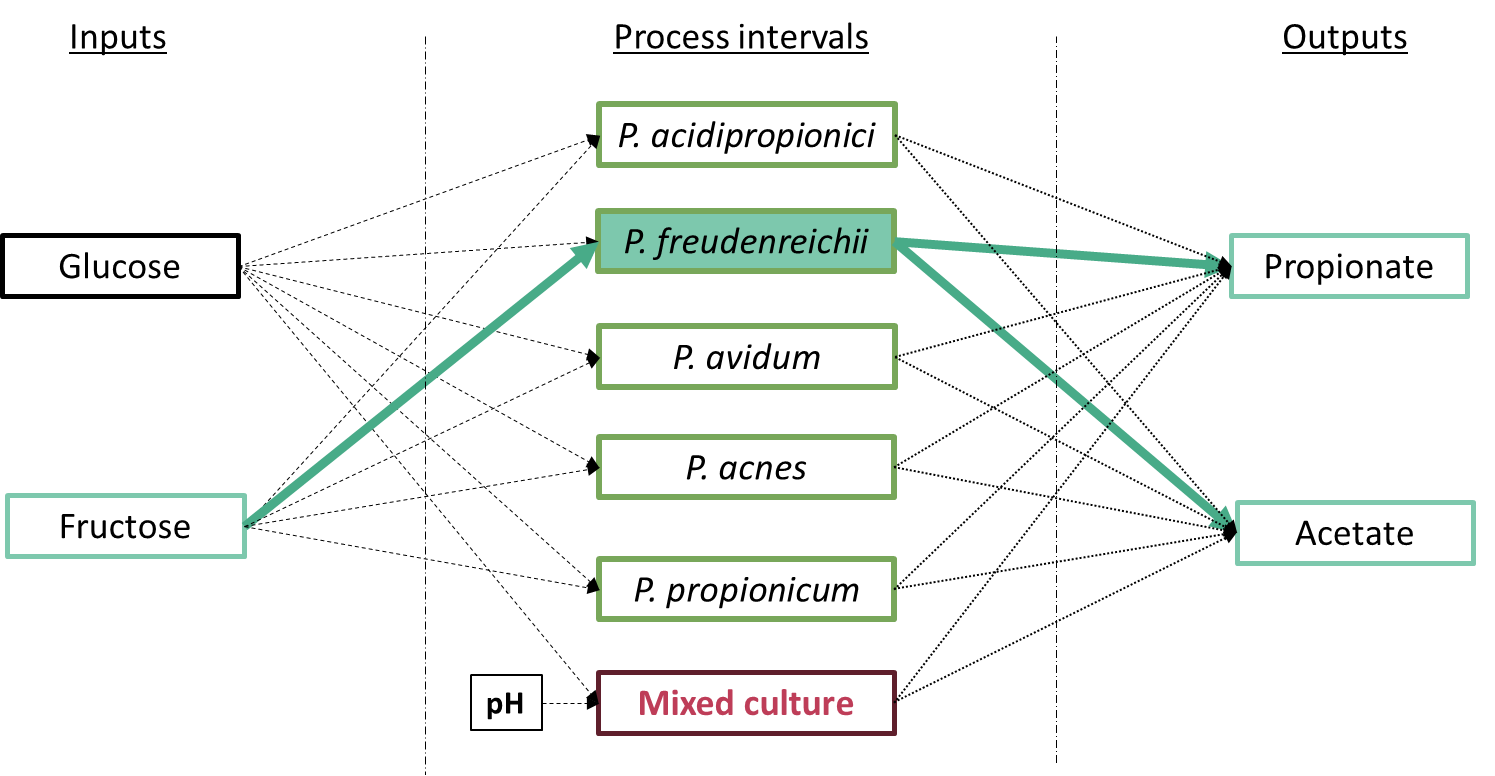 Inputs
Process intervals
Outputs
P. acidipropionici
P. freudenreichii
Glucose
Propionate
P. avidum
P. acnes
Fructose
Acetate
P. propionicum
pH
Mixed culture